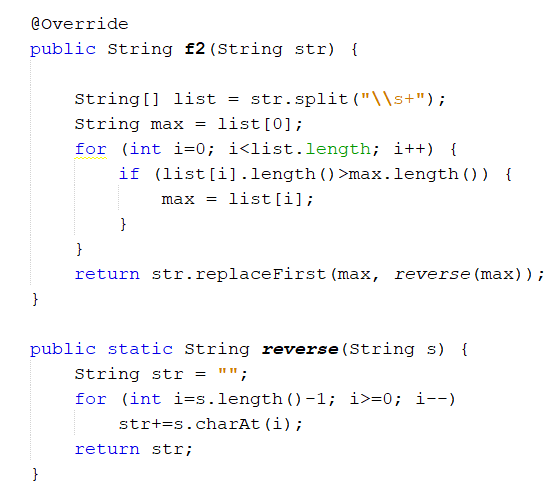 @Override
public String f2(String str) {
String[] list = str.split("\\s+");
String max = list[0];
for (int i=0; i<list.length; i++) {
if (list[i].length()>max.length()) {
max = list[i];
}
}
return str.replaceFirst(max, reverse(max));
}
public static String reverse(String s) {
String str = "";
for (int i=s.length()-1; i>=0; i--)
str+=s.charAt(i);
return str;
}